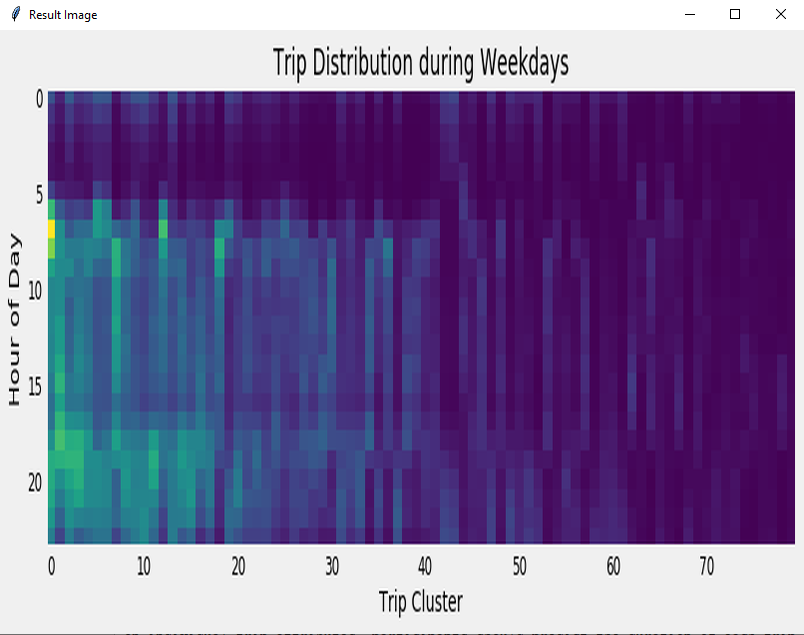 Result Image
Trip Distribution during Weekdays
0
5
10
15
20
Hour of Day
0 10 20 30 40 50 60 70
Trip Cluster